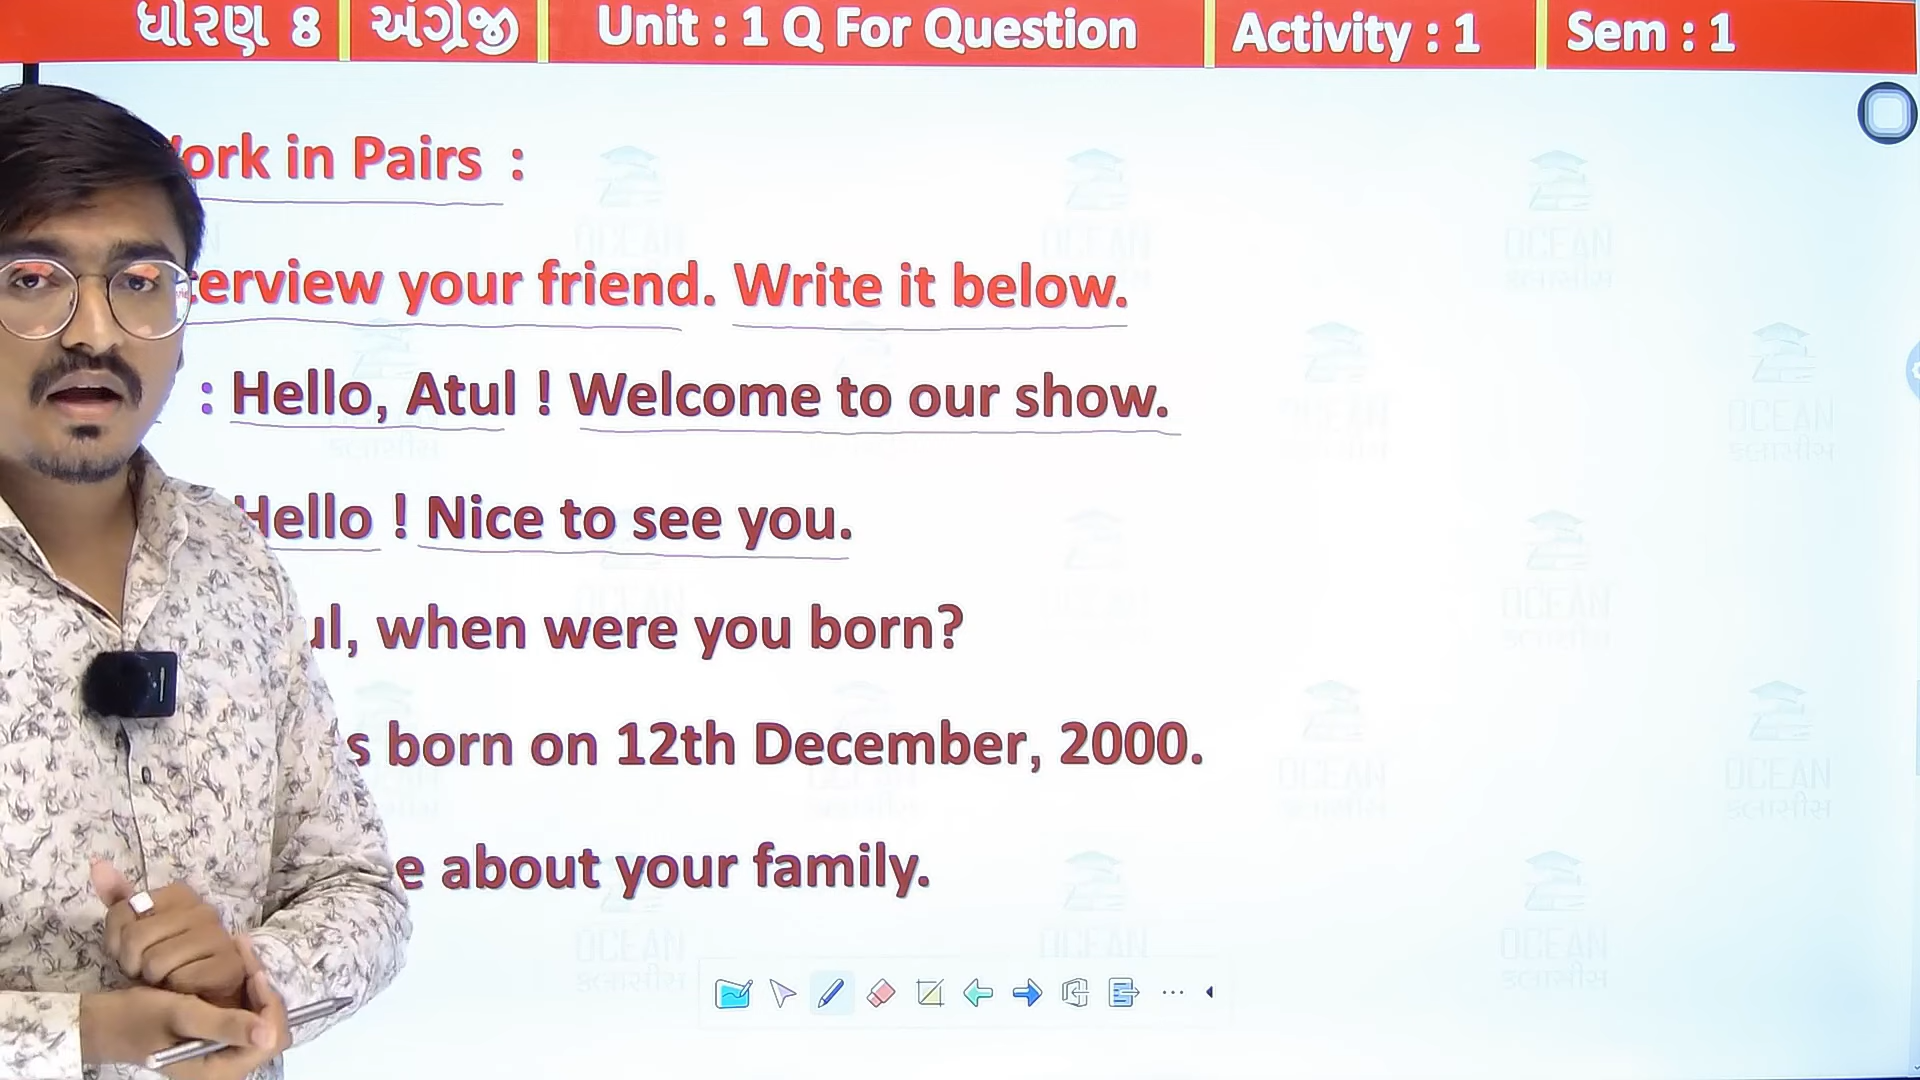 ધોરણ 8 અંગ્રેજી Unit : 1 Q For Question Activity : 1 Sem : 1
ork in Pairs :
terview your friend. Write it below.
: Hello, Atul ! Welcome to our show.
Hello ! Nice to see you.
ul, when were you born?
s born on 12th December, 2000.
e about your family.
OCEAN
ક્લાસીસ